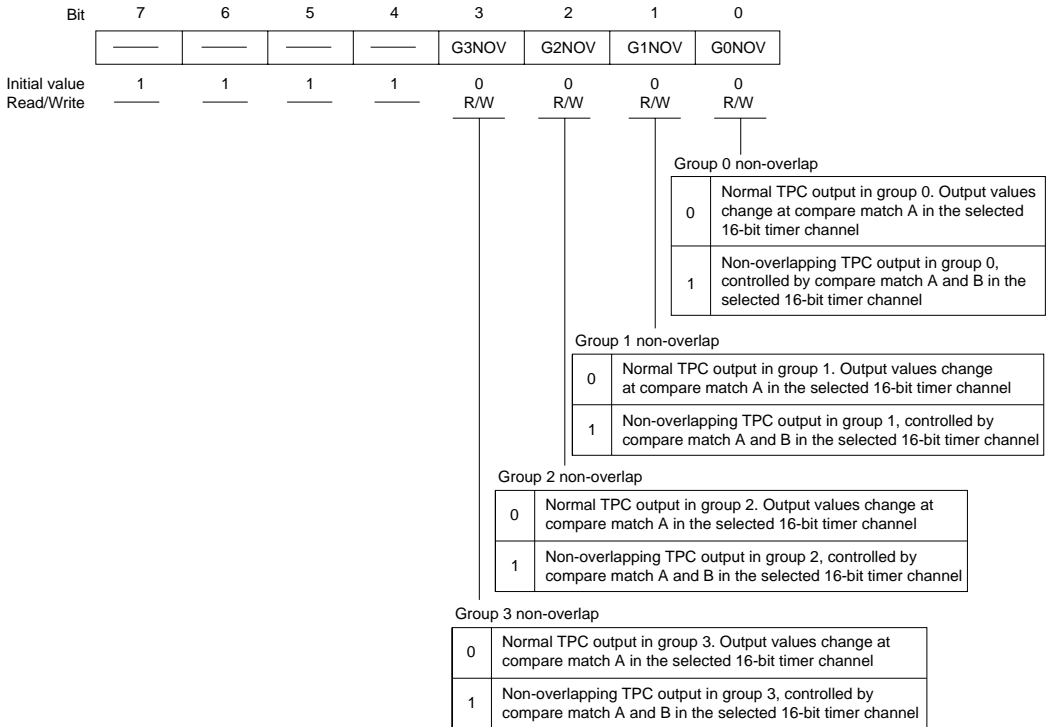 Bit 7 6 5 4 3 2 1 0
G3NOV G2NOV G1NOV G0NOV
Initial value 1 1 1 1 0 0 0 0
Read/Write R/W R/W R/W R/W
Group 0 non-overlap
0 Normal TPC output in group 0. Output values
change at compare match A in the selected
16-bit timer channel
1 Non-overlapping TPC output in group 0,
controlled by compare match A and B in the
selected 16-bit timer channel
Group 1 non-overlap
0 Normal TPC output in group 1. Output values change
at compare match A in the selected 16-bit timer channel
1 Non-overlapping TPC output in group 1, controlled by
compare match A and B in the selected 16-bit timer channel
Group 2 non-overlap
0 Normal TPC output in group 2. Output values change at
compare match A in the selected 16-bit timer channel
1 Non-overlapping TPC output in group 2, controlled by
compare match A and B in the selected 16-bit timer channel
Group 3 non-overlap
0 Normal TPC output in group 3. Output values change at
compare match A in the selected 16-bit timer channel
1 Non-overlapping TPC output in group 3, controlled by
compare match A and B in the selected 16-bit timer channel